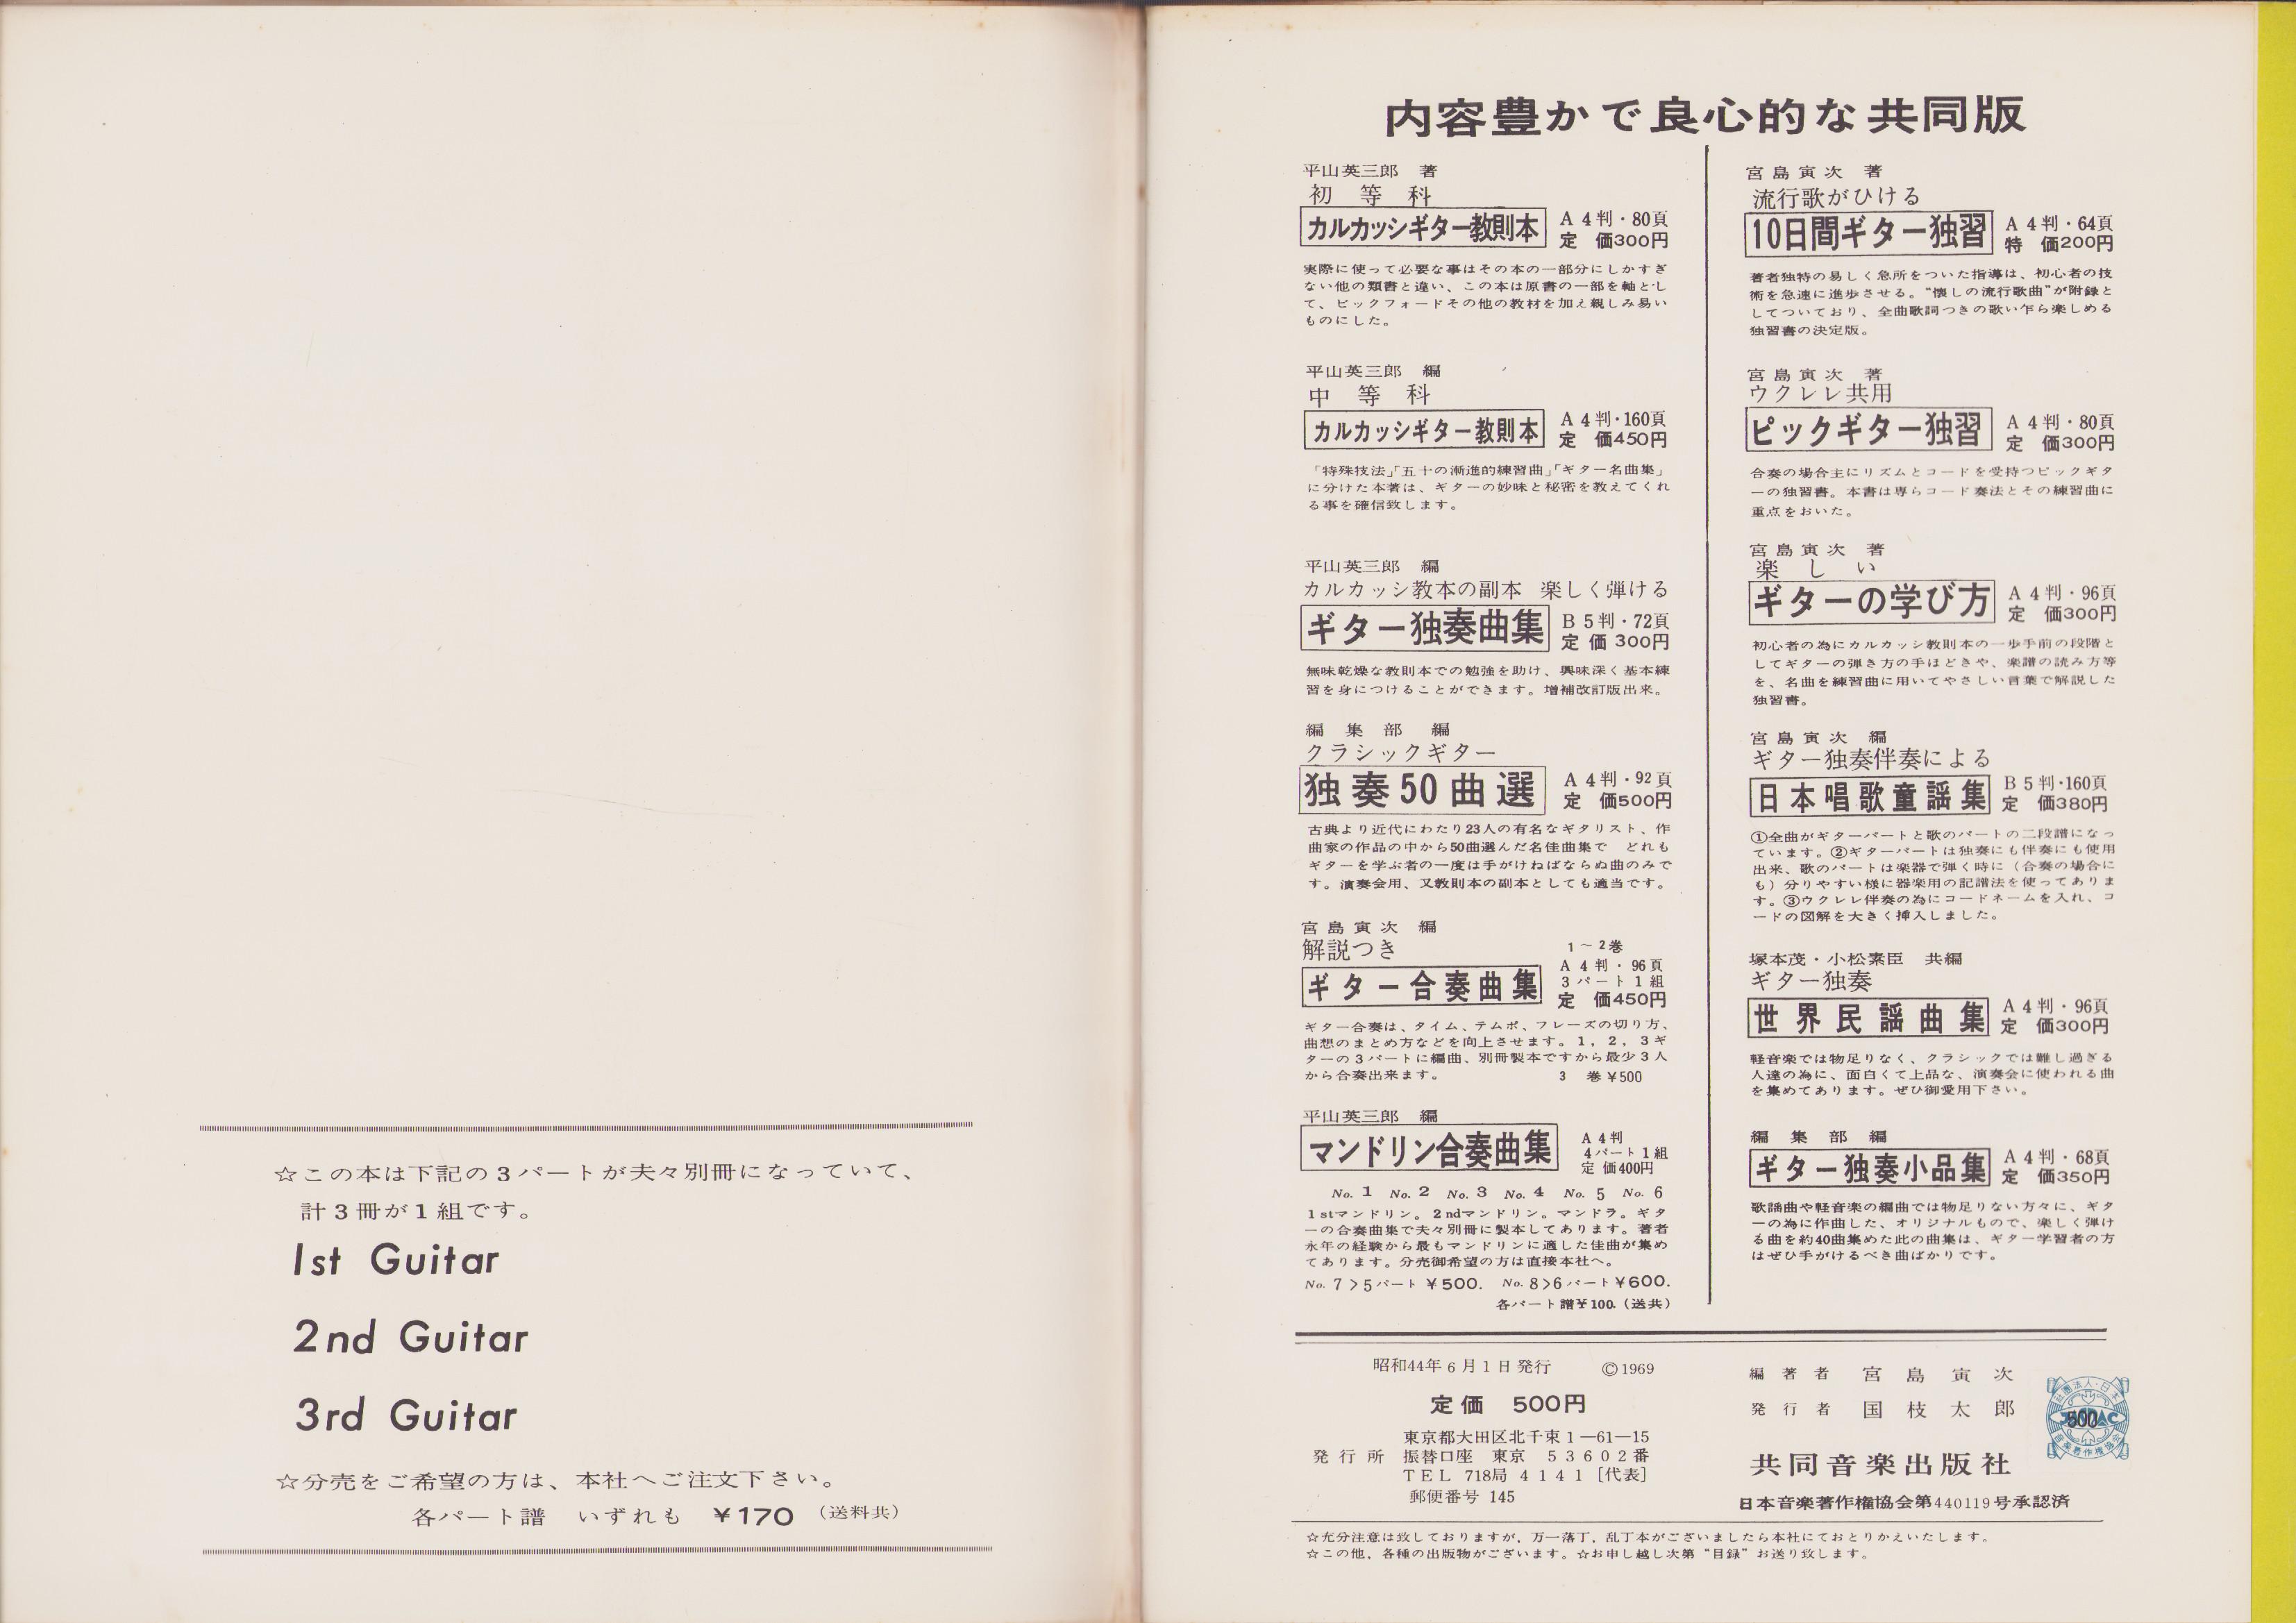 ☆この本は下記の3パートが夫々別冊になっていて、
計3冊が1組です。
1st Guitar
2nd Guitar
3rd Guitar
☆分売をご希望の方は、本社へご注文下さい。
各パート譜 いずれも ¥170 (送料共)
内容豊かで良心的な共同版
平山英三郎 著
初等科
カルカッシギター教則本
A4判・80頁
定価300円
実際に使って必要な事はその本の一部分にしかすぎ
ない他の類書と違い、この本は原書の一部を軸とし
て、ピックフォードその他の教材を加え親しみ易い
ものにした。
平山英三郎 編
中等科
カルカッシギター教則本
A4判・160頁
定価450円
「特殊技法」「五十の漸進的練習曲」「ギター名曲集」
に分けた本著は、ギターの妙味と秘密を教えてくれ
る事を確信致します。
平山英三郎 編
カルカッシ教本の副本 楽しく弾ける
ギター独奏曲集
B5判・72頁
定価300円
無味乾燥な教則本での勉強を助け、興味深く基本練
習を身につけることができます。増補改訂版出来。
編集部 編
クラシックギター
独奏50曲選
A4判・92頁
定価500円
古典より近代にわたり23人の有名なギタリスト、作
曲家の作品の中から50曲選んだ名佳曲集で どれも
ギターを学ぶ者の一度は手がけねばならぬ曲のみで
す。演奏会用、又教則本の副本としても適当です。
宮島寅次 編
解説つき
ギター合奏曲集
1~2巻
A4判・96頁
3パート1組
定価450円
ギター合奏は、タイム、テムポ、フレーズの切り方、
曲想のまとめ方などを向上させます。1，2，3ギ
ターの3パートに編曲、別冊製本ですから最少3人
から合奏出来ます。 3 巻¥500
平山英三郎 編
マンドリン合奏曲集
A4判
4パート1組
定価400円
No. 1 No. 2 No. 3 No. 4 No. 5 No. 6
1stマンドリン。2ndマンドリン。マンドラ。ギタ
ーの合奏曲集で夫々別冊に製本してあります。著者
永年の経験から最もマンドリンに適した佳曲が集め
てあります。分売御希望の方は直接本社へ。
No. 7 > 5パート ¥500. No. 8 > 6パート¥600.
各パート譜¥100.(送共)
宮島寅次 著
流行歌がひける
10日間ギター独習
A4判・64頁
特価200円
著者独特の易しく急所をついた指導は、初心者の技
術を急速に進歩させる。“懐しの流行歌曲”が附録と
してついており、全曲歌詞つきの歌い乍ら楽しめる
独習書の決定版。
宮島寅次 著
ウクレレ共用
ピックギター独習
A4判・80頁
定価300円
合奏の場合主にリズムとコードを受持つピックギタ
ーの独習書。本書は専らコード奏法とその練習曲に
重点をおいた。
宮島寅次 著
楽しい
ギターの学び方
A4判・96頁
定価300円
初心者の為にカルカッシ教則本の一歩手前の段階と
してギターの弾き方の手ほどきや、楽譜の読み方等
を、名曲を練習曲に用いてやさしい言葉で解説した
独習書。
宮島寅次 編
ギター独奏伴奏による
日本唱歌童謡集
B5判・160頁
定価380円
①全曲がギターパートと歌のパートの二段譜になっ
ています。②ギターパートは独奏にも伴奏にも使用
出来、歌のパートは楽器で弾く時に（合奏の場合に
も）分りやすい様に器楽用の記譜法を使ってありま
す。③ウクレレ伴奏の為にコードネームを入れ、コ
ードの図解を大きく挿入しました。
塚本茂・小松素臣 共編
ギター独奏
世界民謡曲集
A4判・96頁
定価300円
軽音楽では物足りなく、クラシックでは難し過ぎる
人達の為に、面白くて上品な、演奏会に使われる曲
を集めてあります。ぜひ御愛用下さい。
編集部 編
ギター独奏小品集
A4判・68頁
定価350円
歌謡曲や軽音楽の編曲では物足りない方々に、ギタ
ーの為に作曲した、オリジナルもので、楽しく弾け
る曲を約40曲集めた此の曲集は、ギター学習者の方
はぜひ手がけるべき曲ばかりです。
昭和44年6月1日発行 ©1969
定価 500円
発行所
東京都大田区北千束1—61—15
振替口座 東京 53602番
TEL 718局 4141〔代表〕
郵便番号 145
編著者 宮島寅次
発行者 国枝太郎
共同音楽出版社
日本音楽著作権協会第440119号承認済
社団法人・日本
JASRAC
500
音楽著作権協会
☆充分注意は致しておりますが、万一落丁、乱丁本がございましたら本社にておとりかえいたします。
☆この他、各種の出版物がございます。☆お申し越し次第“目録”お送り致します。